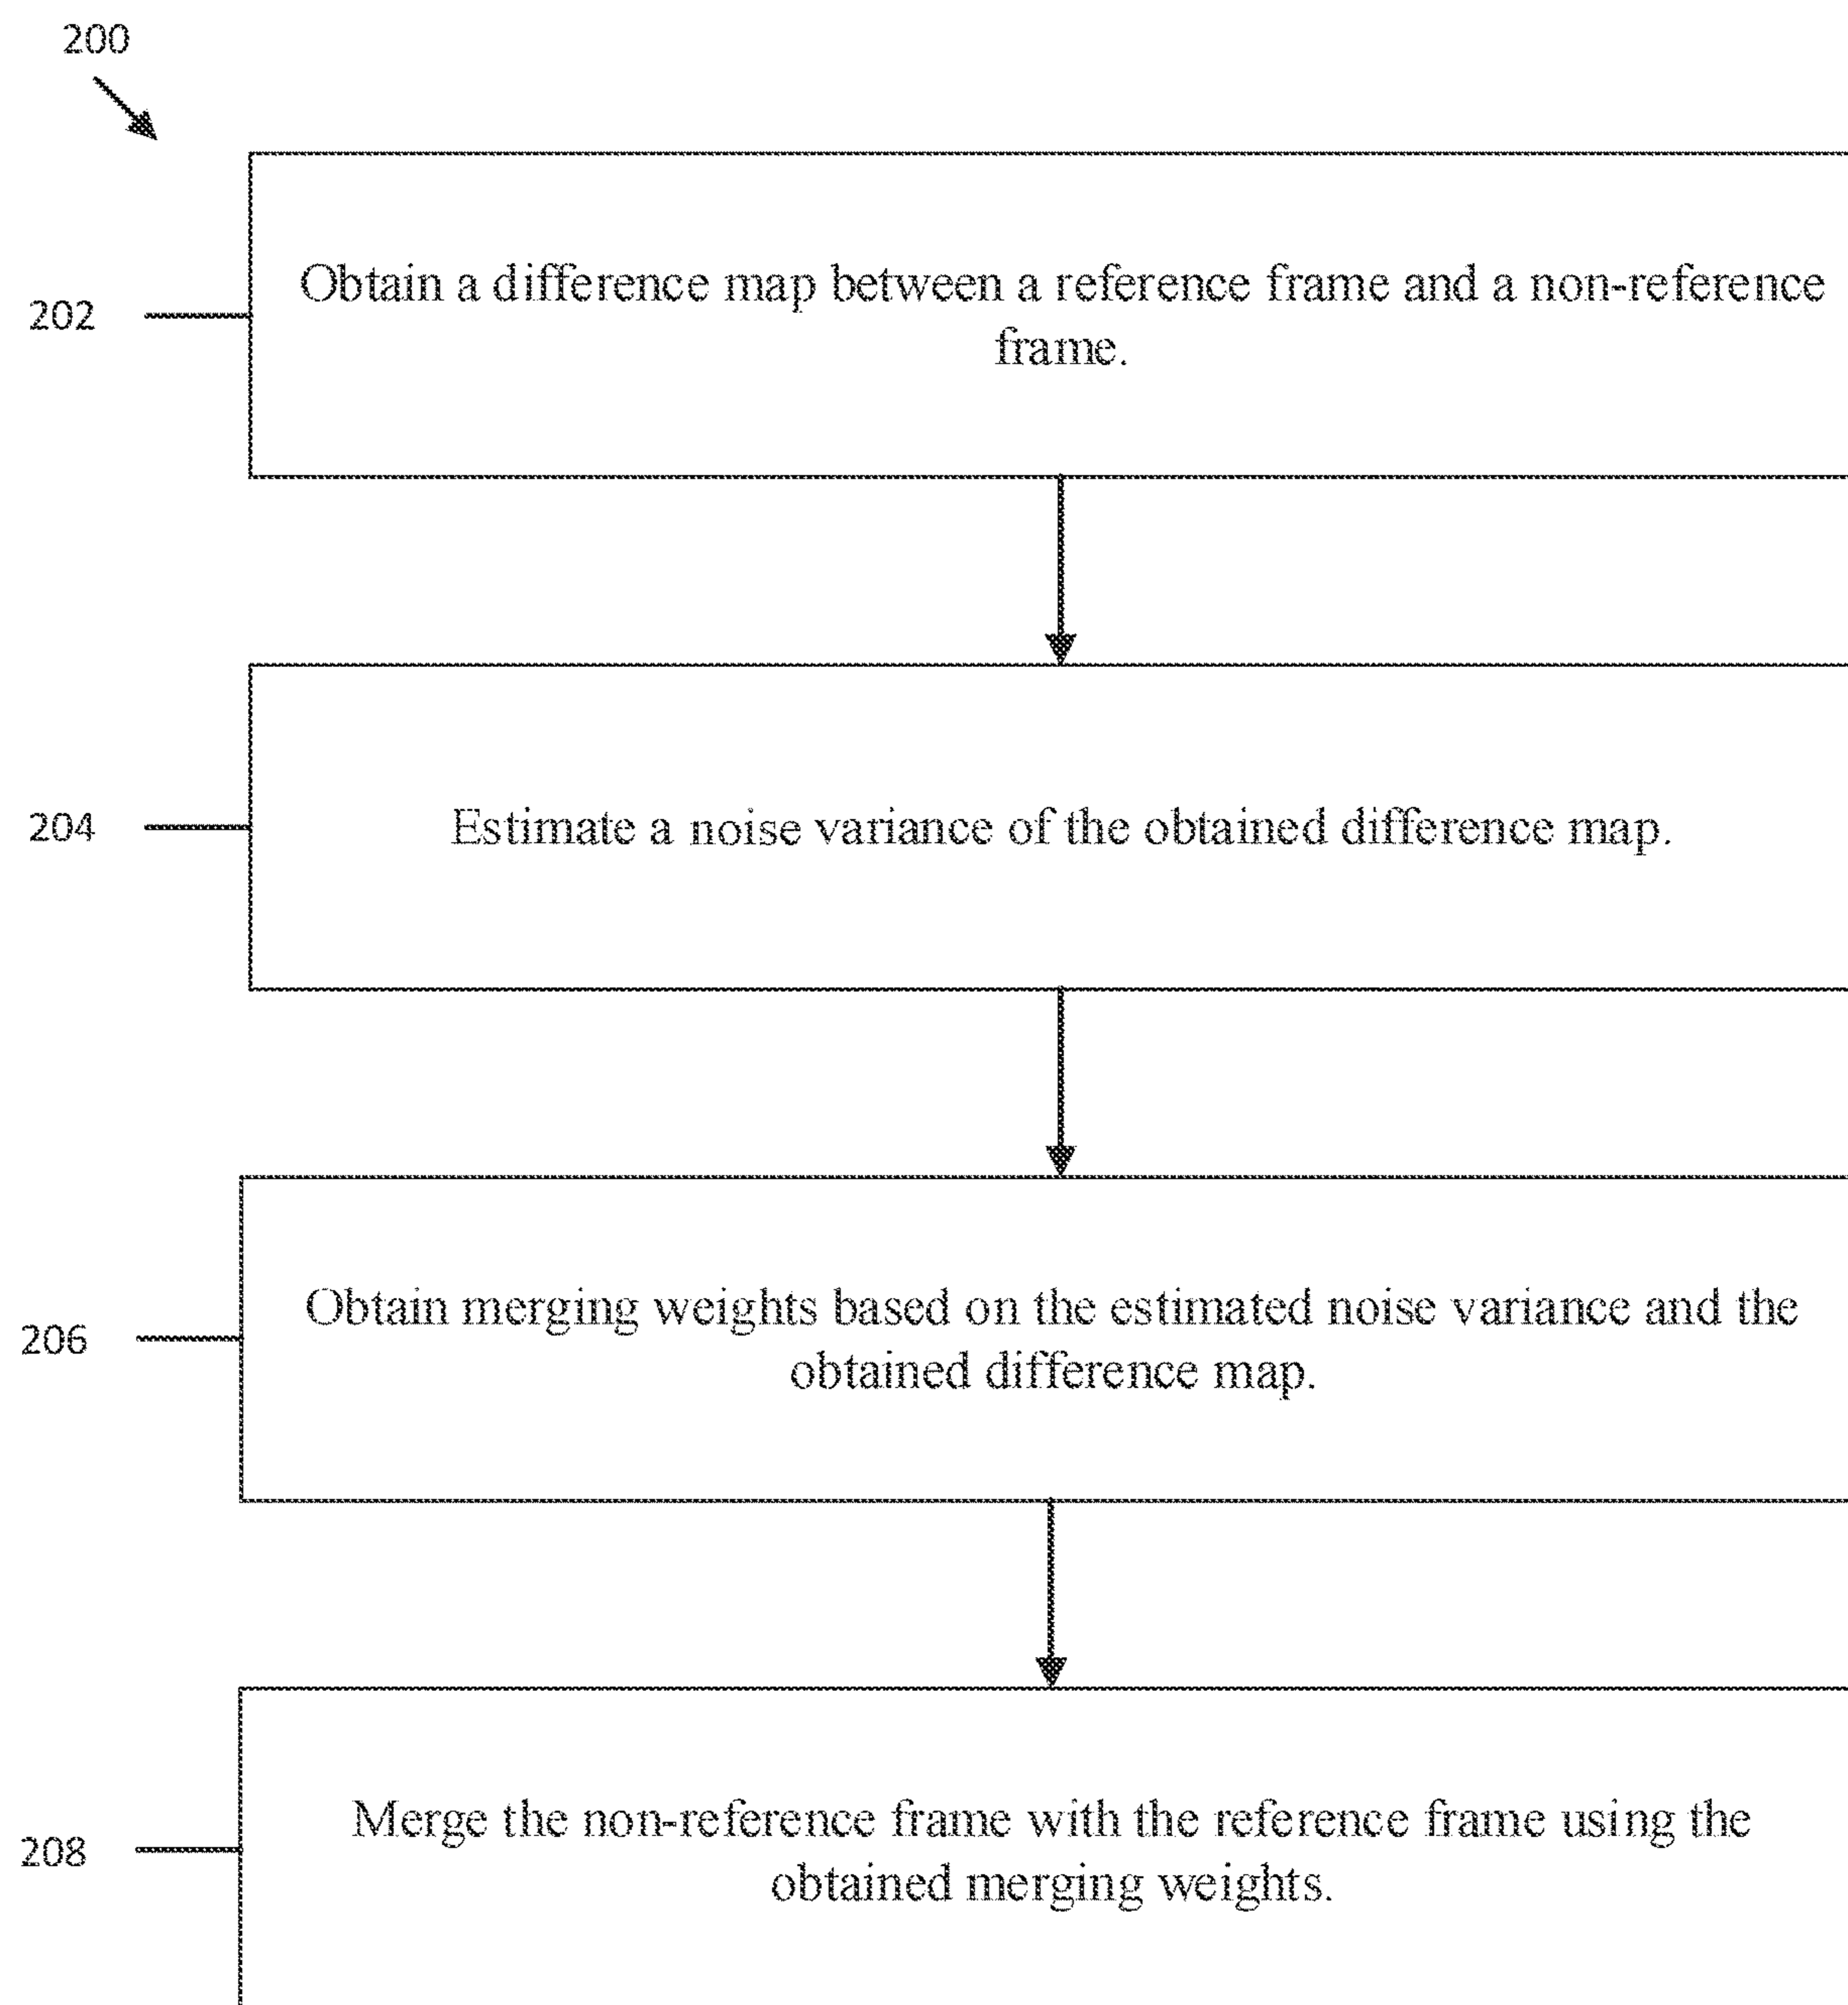 200
202
Obtain a difference map between a reference frame and a non-reference
frame.
204
Estimate a noise variance of the obtained difference map.
206
Obtain merging weights based on the estimated noise variance and the
obtained difference map.
208
Merge the non-reference frame with the reference frame using the
obtained merging weights.